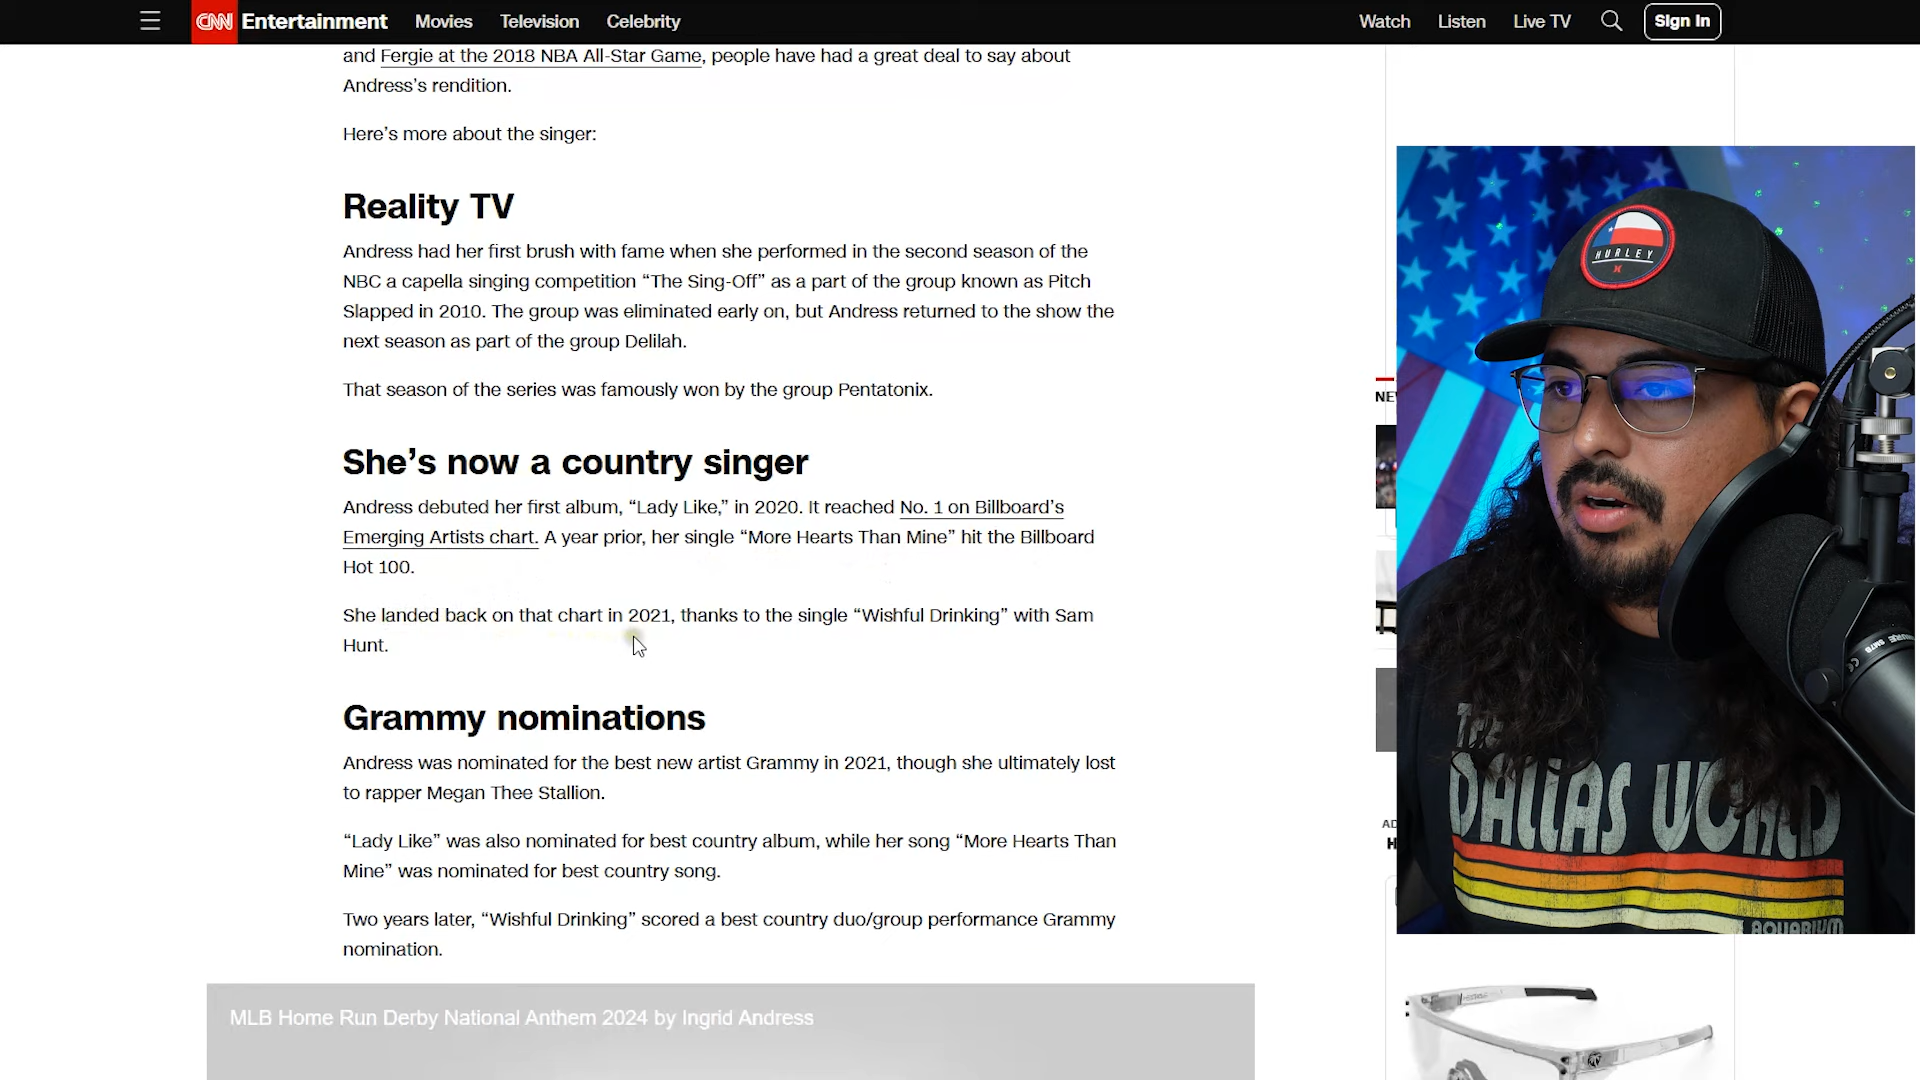 CNN Entertainment Movies Television Celebrity Watch Listen Live TV Sign in
and Fergie at the 2018 NBA All-Star Game, people have had a great deal to say about
Andress’s rendition.
Here’s more about the singer:
Reality TV
Andress had her first brush with fame when she performed in the second season of the
NBC a capella singing competition “The Sing-Off” as a part of the group known as Pitch
Slapped in 2010. The group was eliminated early on, but Andress returned to the show the
next season as part of the group Delilah.
That season of the series was famously won by the group Pentatonix.
She’s now a country singer
Andress debuted her first album, “Lady Like,” in 2020. It reached No. 1 on Billboard’s
Emerging Artists chart. A year prior, her single “More Hearts Than Mine” hit the Billboard
Hot 100.
She landed back on that chart in 2021, thanks to the single “Wishful Drinking” with Sam
Hunt.
Grammy nominations
Andress was nominated for the best new artist Grammy in 2021, though she ultimately lost
to rapper Megan Thee Stallion.
“Lady Like” was also nominated for best country album, while her song “More Hearts Than
Mine” was nominated for best country song.
Two years later, “Wishful Drinking” scored a best country duo/group performance Grammy
nomination.
MLB Home Run Derby National Anthem 2024 by Ingrid Andress
HURLEY
THE
DALLAS WORLD
AQUARIUM
SHURE SM7B